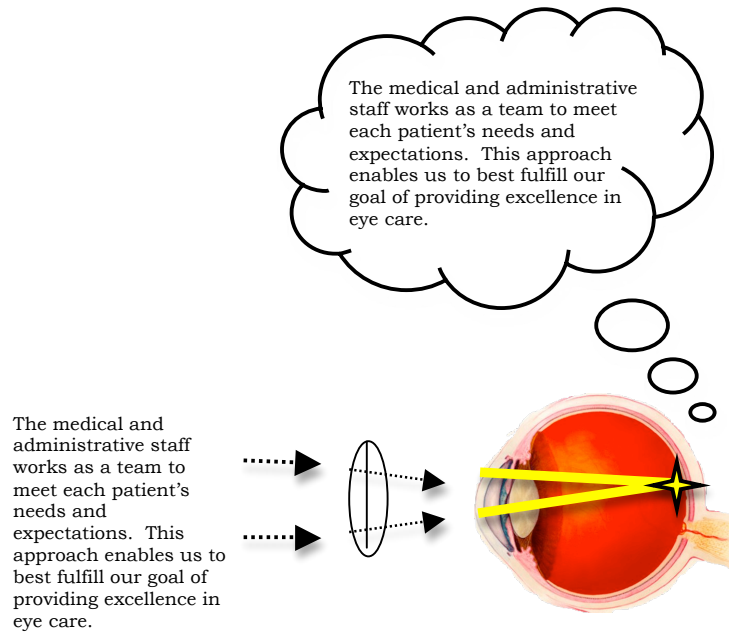 The medical and administrative
staff works as a team to meet
each patient’s needs and
expectations.  This approach
enables us to best fulfill our
goal of providing excellence in
eye care.
The medical and
administrative staff
works as a team to
meet each patient’s
needs and
expectations.  This
approach enables us to
best fulfill our goal of
providing excellence in
eye care.